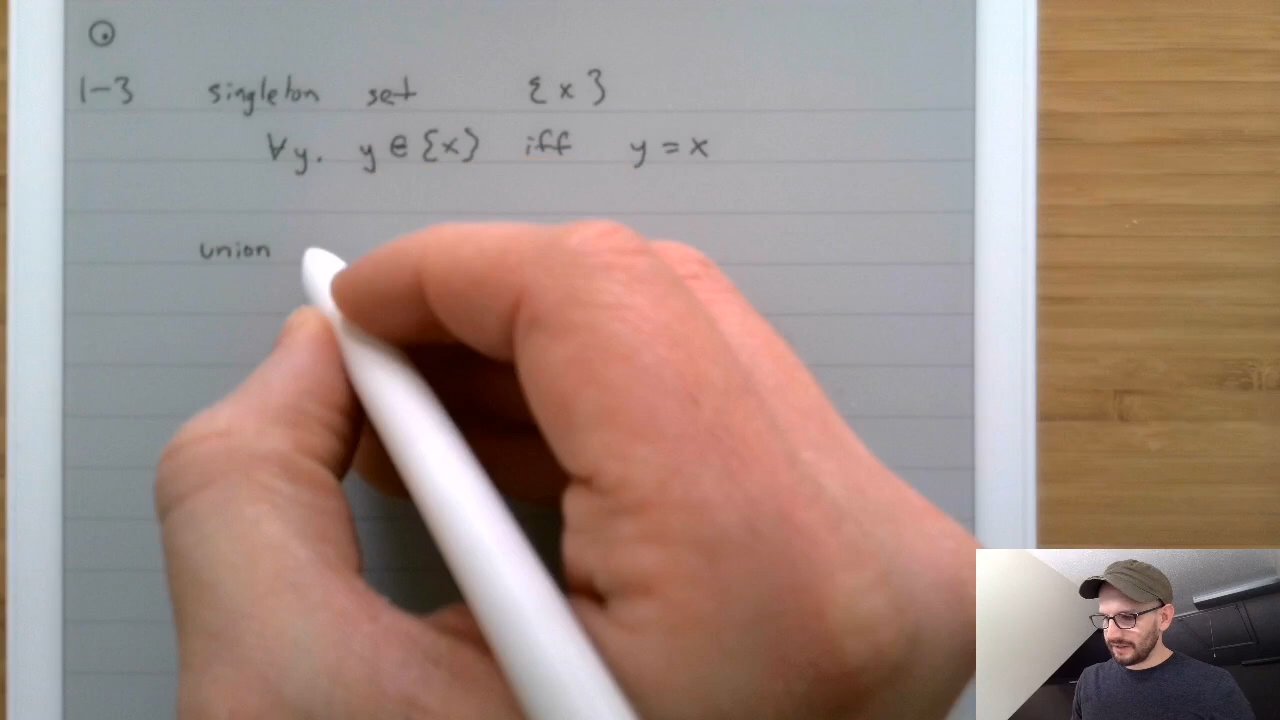 1-3 singleton set {x}
∀y. y ∈ {x} iff y = x
union